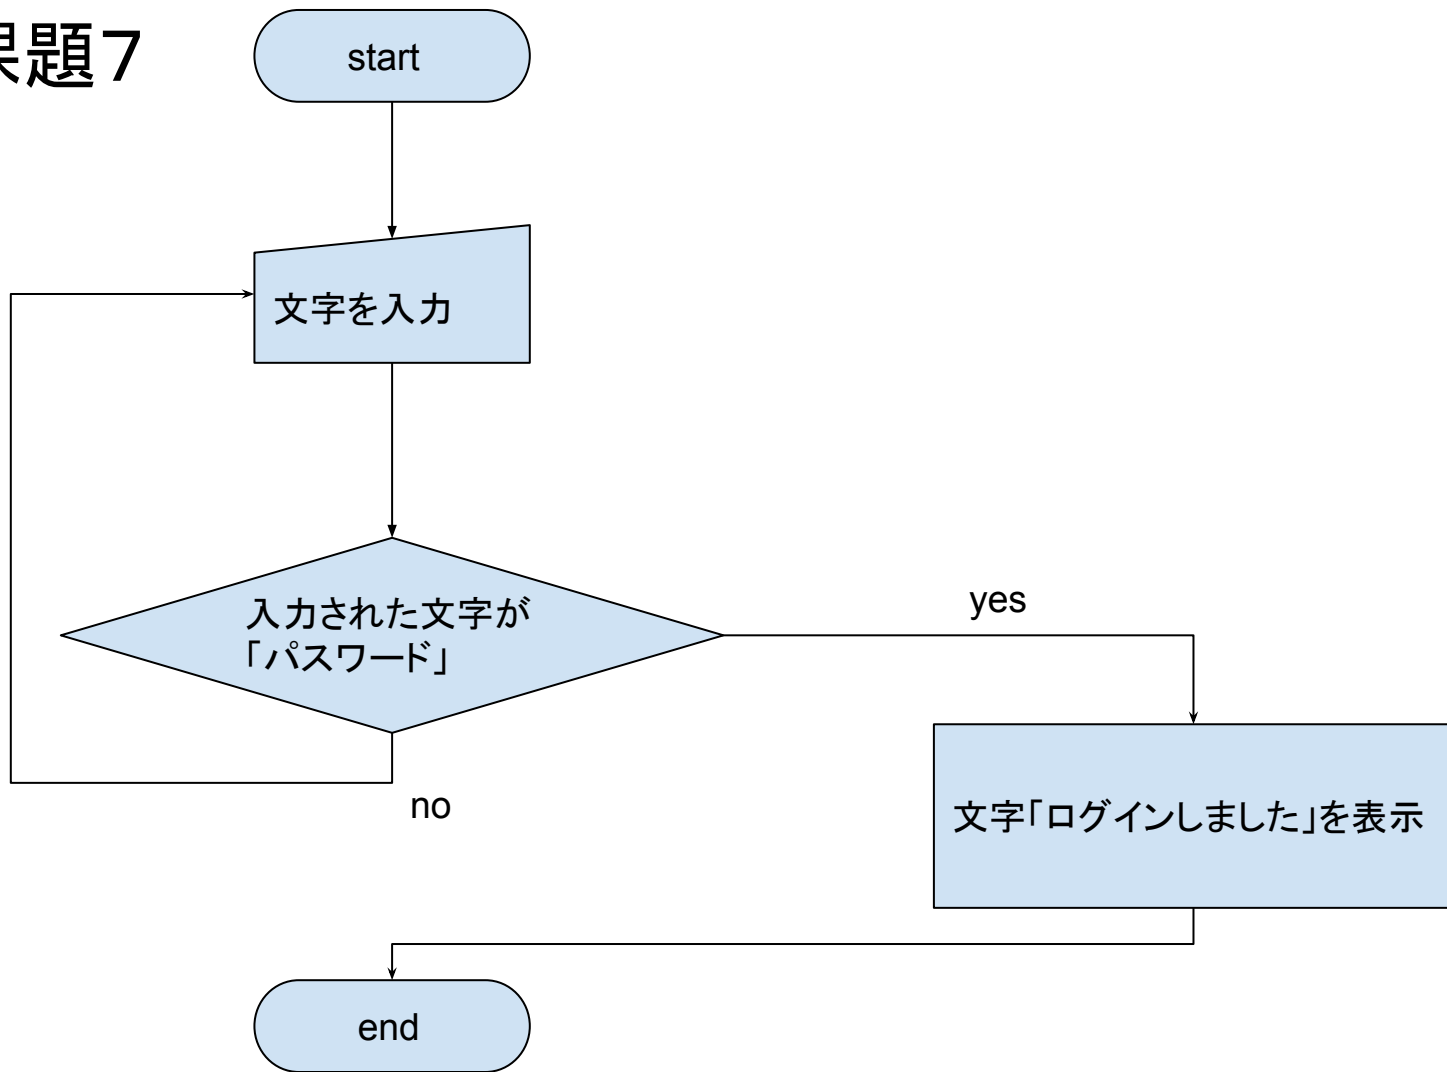 課題7
start
文字を入力
入力された文字が
「パスワード」
yes
no
文字「ログインしました」を表示
end